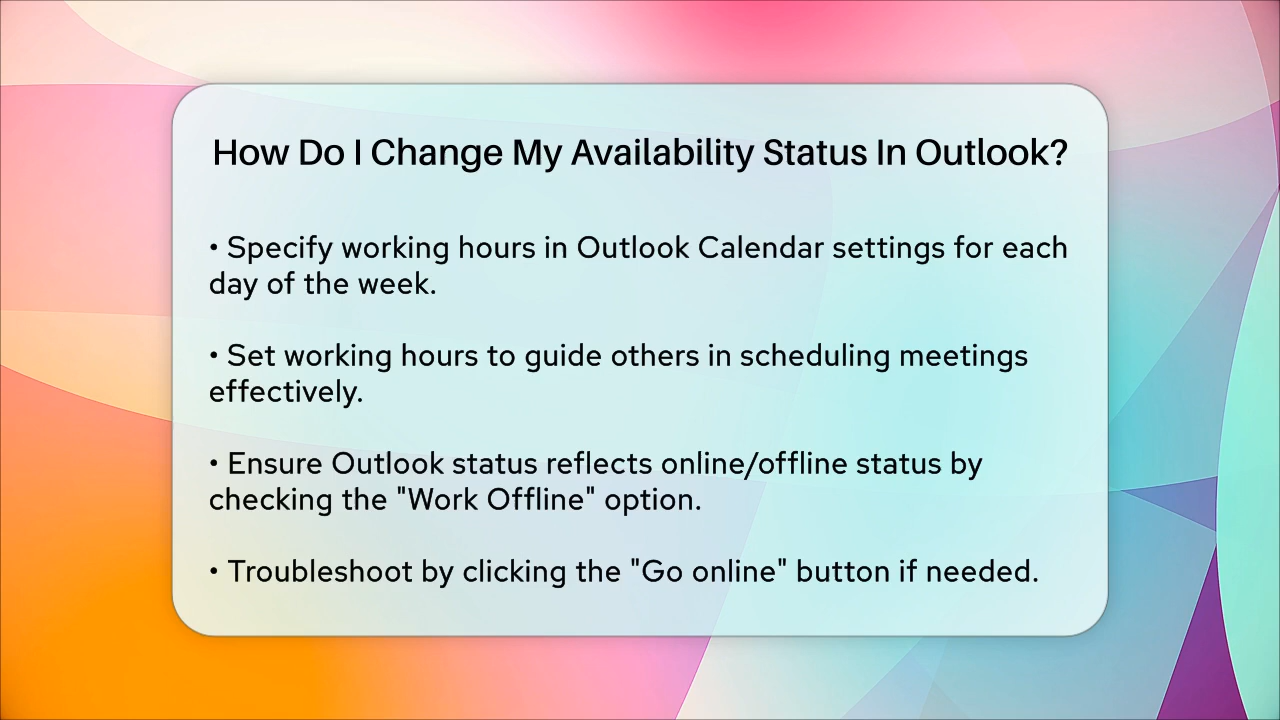 How Do I Change My Availability Status In Outlook?
• Specify working hours in Outlook Calendar settings for each
day of the week.
• Set working hours to guide others in scheduling meetings
effectively.
• Ensure Outlook status reflects online/offline status by
checking the "Work Offline" option.
• Troubleshoot by clicking the "Go online" button if needed.